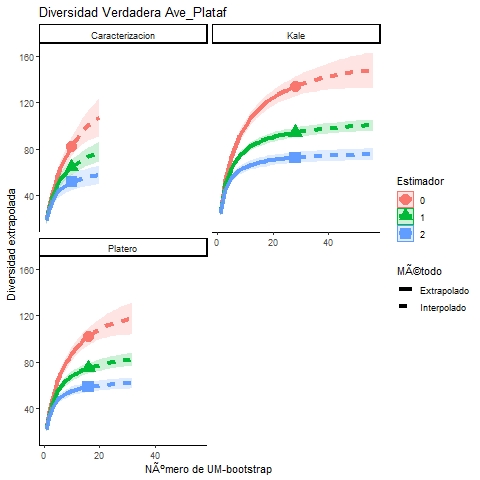 Diversidad Verdadera Ave_Plataf
Caracterizacion
Kale
160
120
80
40
0 20 40
Platero
160
120
80
40
0 20 40
Diversidad extrapolada
NÃºmero de UM-bootstrap
Estimador
0
1
2
MÃ©todo
Extrapolado
Interpolado